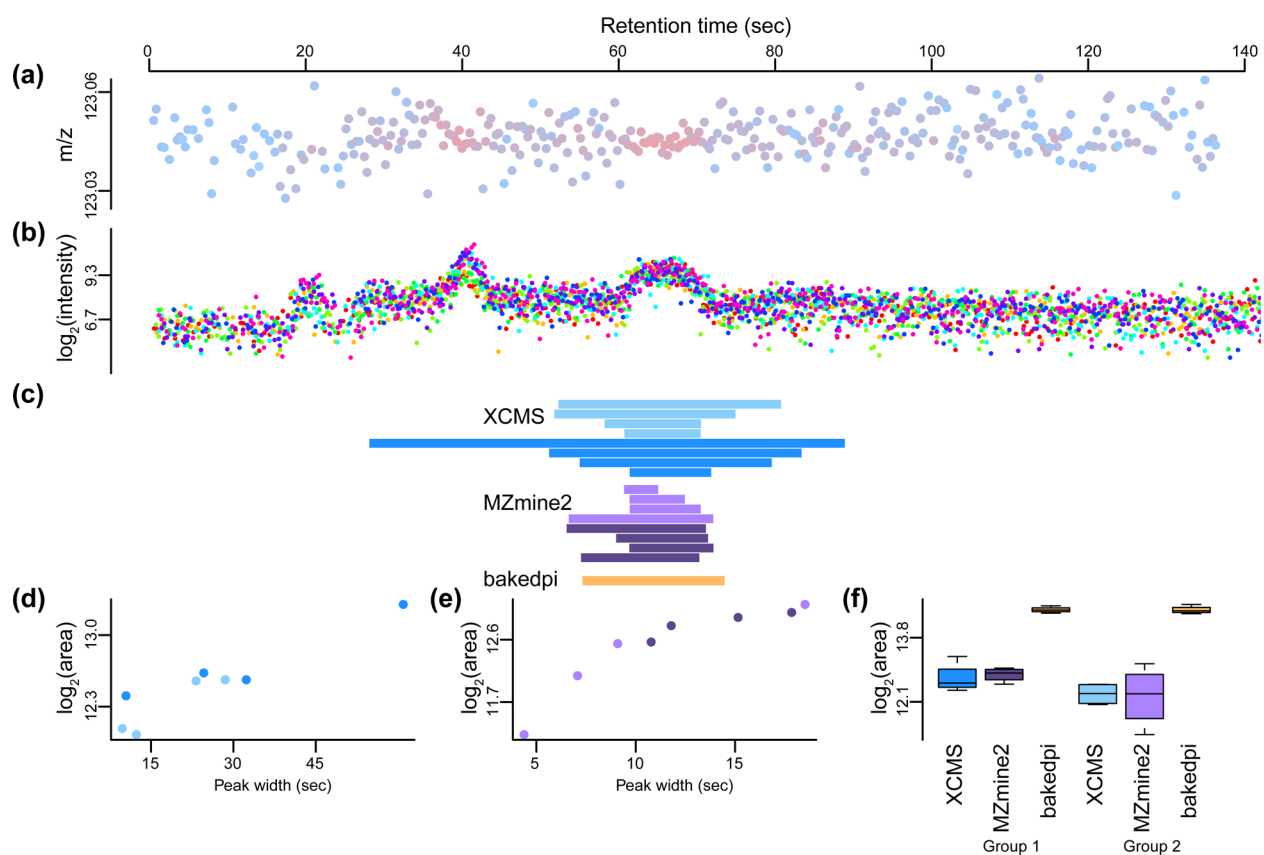 Retention time (sec)
0 20 40 60 80 100 120 140
(a)
m/z
123.06
123.03
(b)
log2(intensity)
9.3
6.7
(c)
XCMS
MZmine2
bakedpi
(d)
log2(area)
13.0
12.3
15 30 45
Peak width (sec)
(e)
log2(area)
12.6
11.7
5 10 15
Peak width (sec)
(f)
log2(area)
13.8
12.1
XCMS MZmine2 bakedpi XCMS MZmine2 bakedpi
Group 1 Group 2